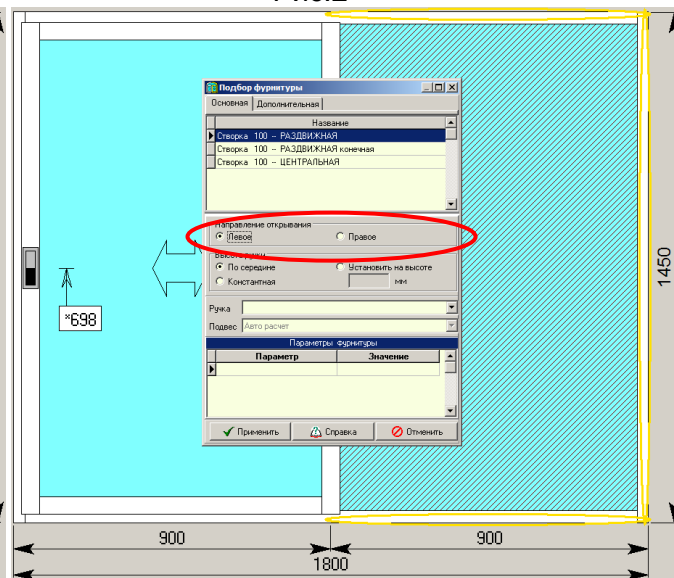 Подбор фурнитуры
Основная Дополнительная
Название
Створка 100 -- РАЗДВИЖНАЯ
Створка 100 -- РАЗДВИЖНАЯ конечная
Створка 100 -- ЦЕНТРАЛЬНАЯ
Направление открывания
Левое Правое
Высота ручки
По середине Установить на высоте
Константная мм
Ручка
Подвес Авто расчет
Параметры фурнитуры
Параметр Значение
Применить Справка Отменить
*698
1450
900 900
1800